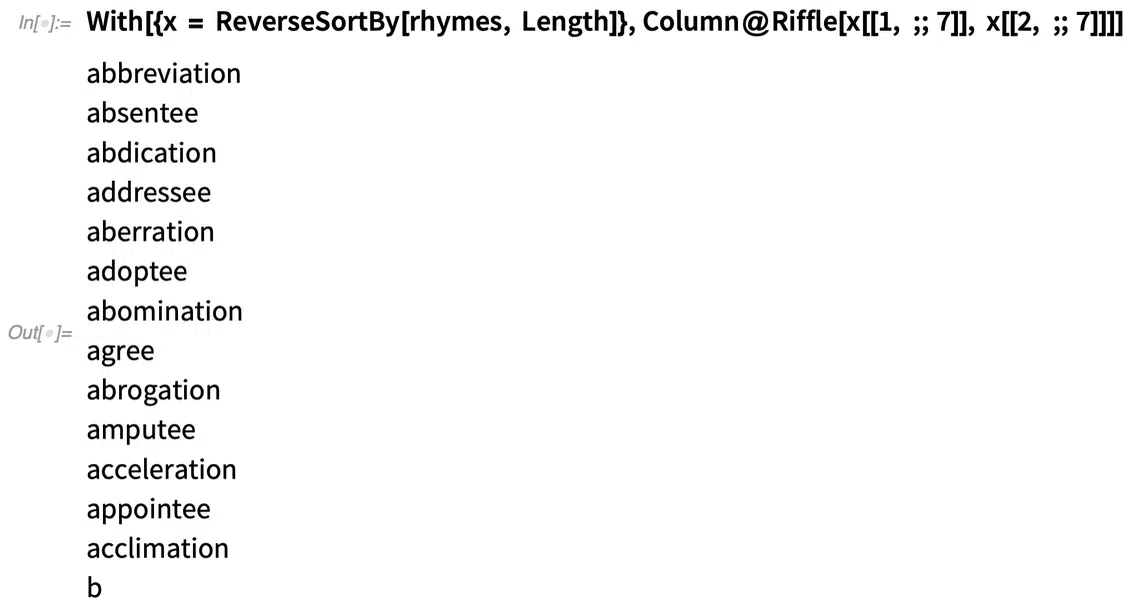 In[•]:= With[{x = ReverseSortBy[rhymes, Length]}, Column@Riffle[x[[1, ;; 7]], x[[2, ;; 7]]]]
abbreviation
absentee
abdication
addressee
aberration
adoptee
abomination
Out[•]=
agree
abrogation
amputee
acceleration
appointee
acclimation
b